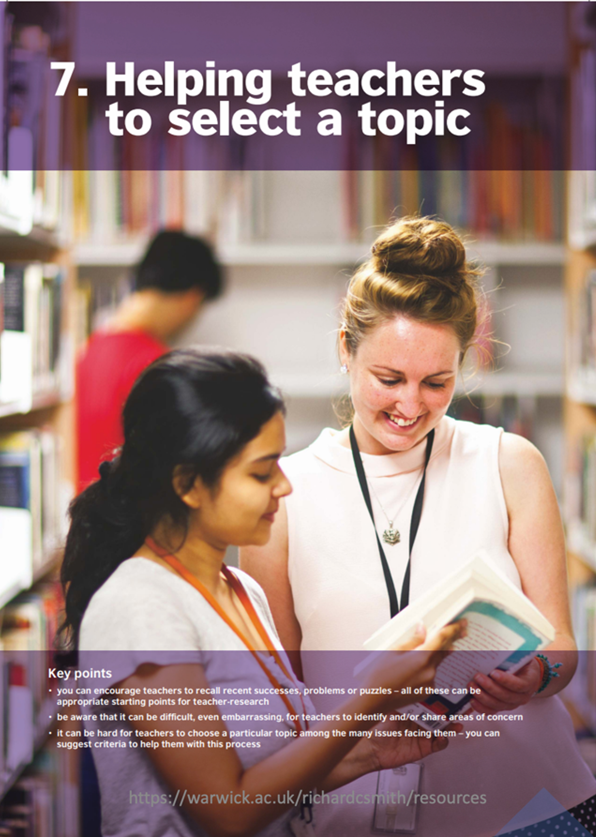 7. Helping teachers
to select a topic
Key points
• you can encourage teachers to recall recent successes, problems or puzzles – all of these can be
appropriate starting points for teacher-research
• be aware that it can be difficult, even embarrassing, for teachers to identify and/or share areas of concern
• it can be hard for teachers to choose a particular topic among the many issues facing them – you can
suggest criteria to help them with this process
https://warwick.ac.uk/richardcsmith/resources